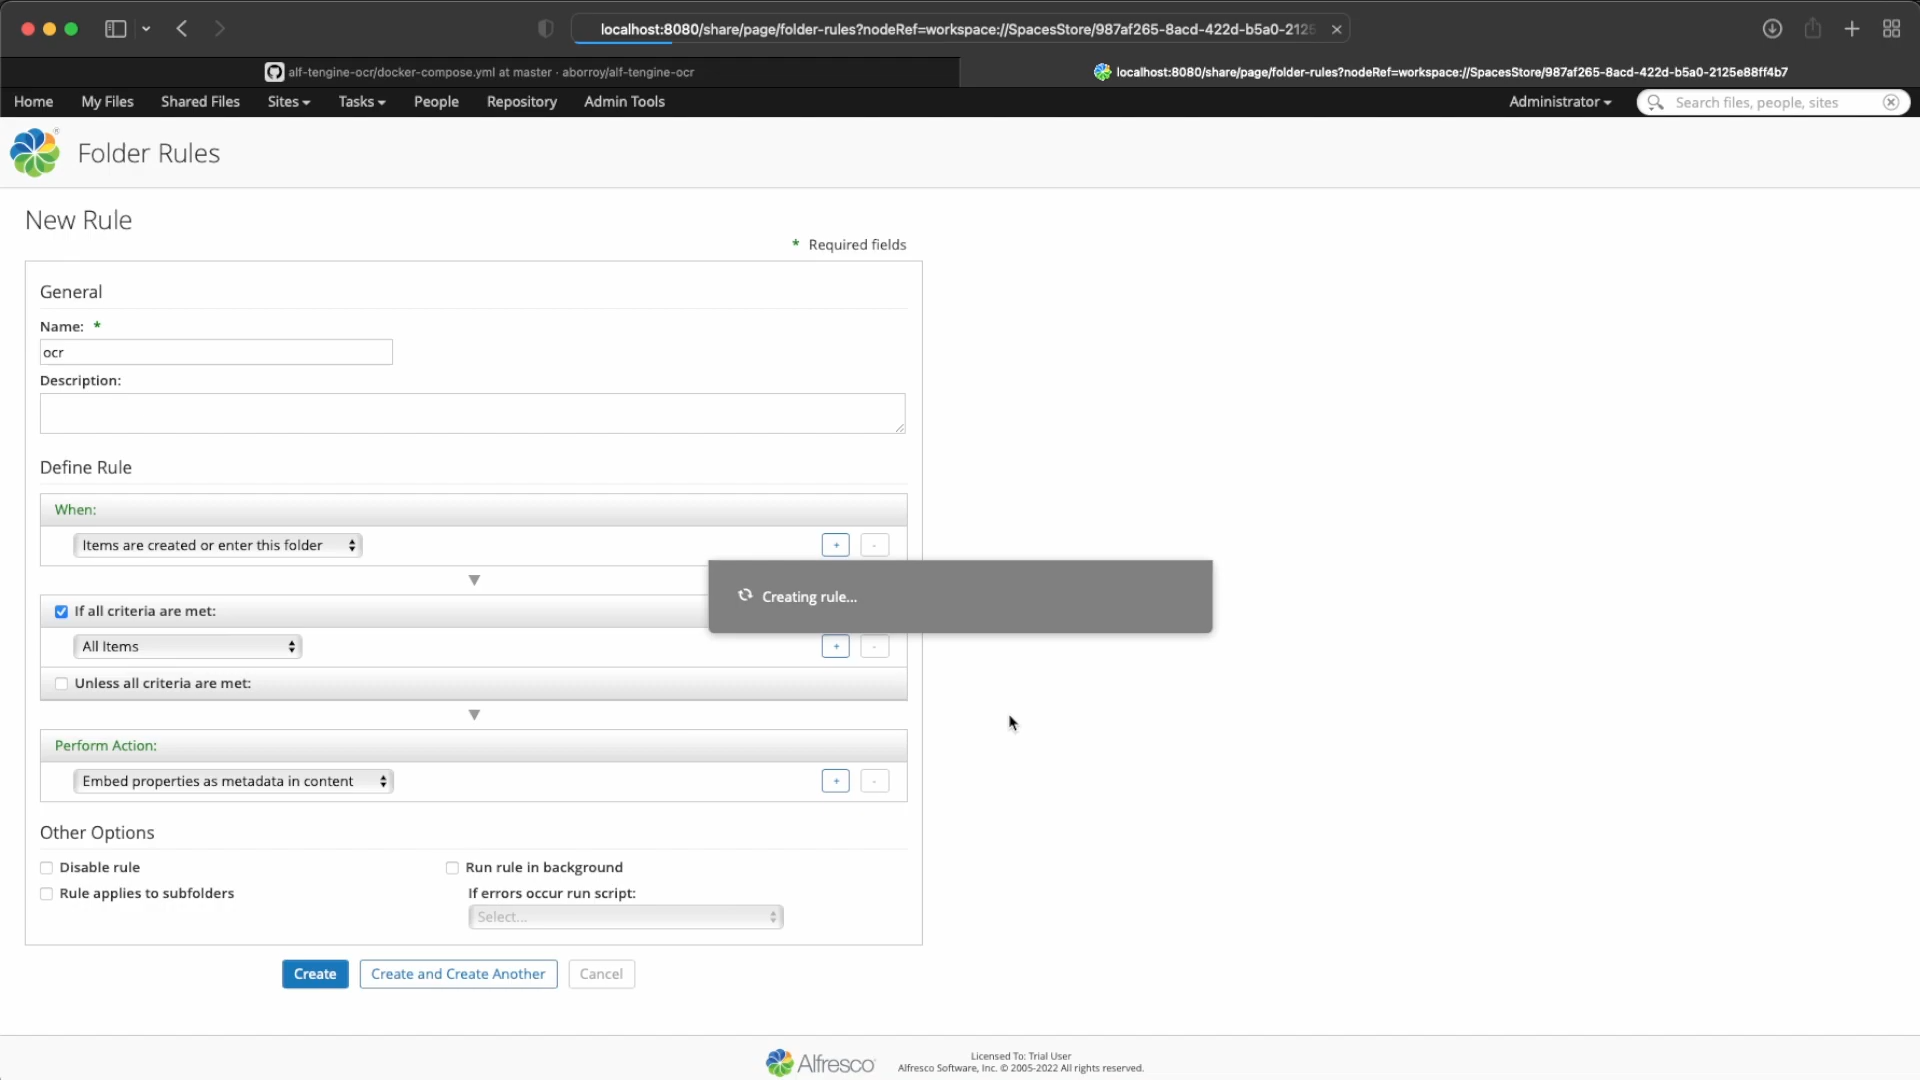 localhost:8080/share/page/folder-rules?nodeRef=workspace://SpacesStore/987af265-8acd-422d-b5a0-2125
alf-tengine-ocr/docker-compose.yml at master · aborroy/alf-tengine-ocr
localhost:8080/share/page/folder-rules?nodeRef=workspace://SpacesStore/987af265-8acd-422d-b5a0-2125e88ff4b7
Home My Files Shared Files Sites Tasks People Repository Admin Tools Administrator Search files, people, sites
Folder Rules
New Rule
* Required fields
General
Name: *
ocr
Description:
Define Rule
When:
Items are created or enter this folder + -
If all criteria are met:
Creating rule...
All Items + -
Unless all criteria are met:
Perform Action:
Embed properties as metadata in content + -
Other Options
Disable rule Run rule in background
Rule applies to subfolders If errors occur run script:
Select...
Create Create and Create Another Cancel
Alfresco
Licensed To: Trial User
Alfresco Software, Inc. © 2005-2022 All rights reserved.